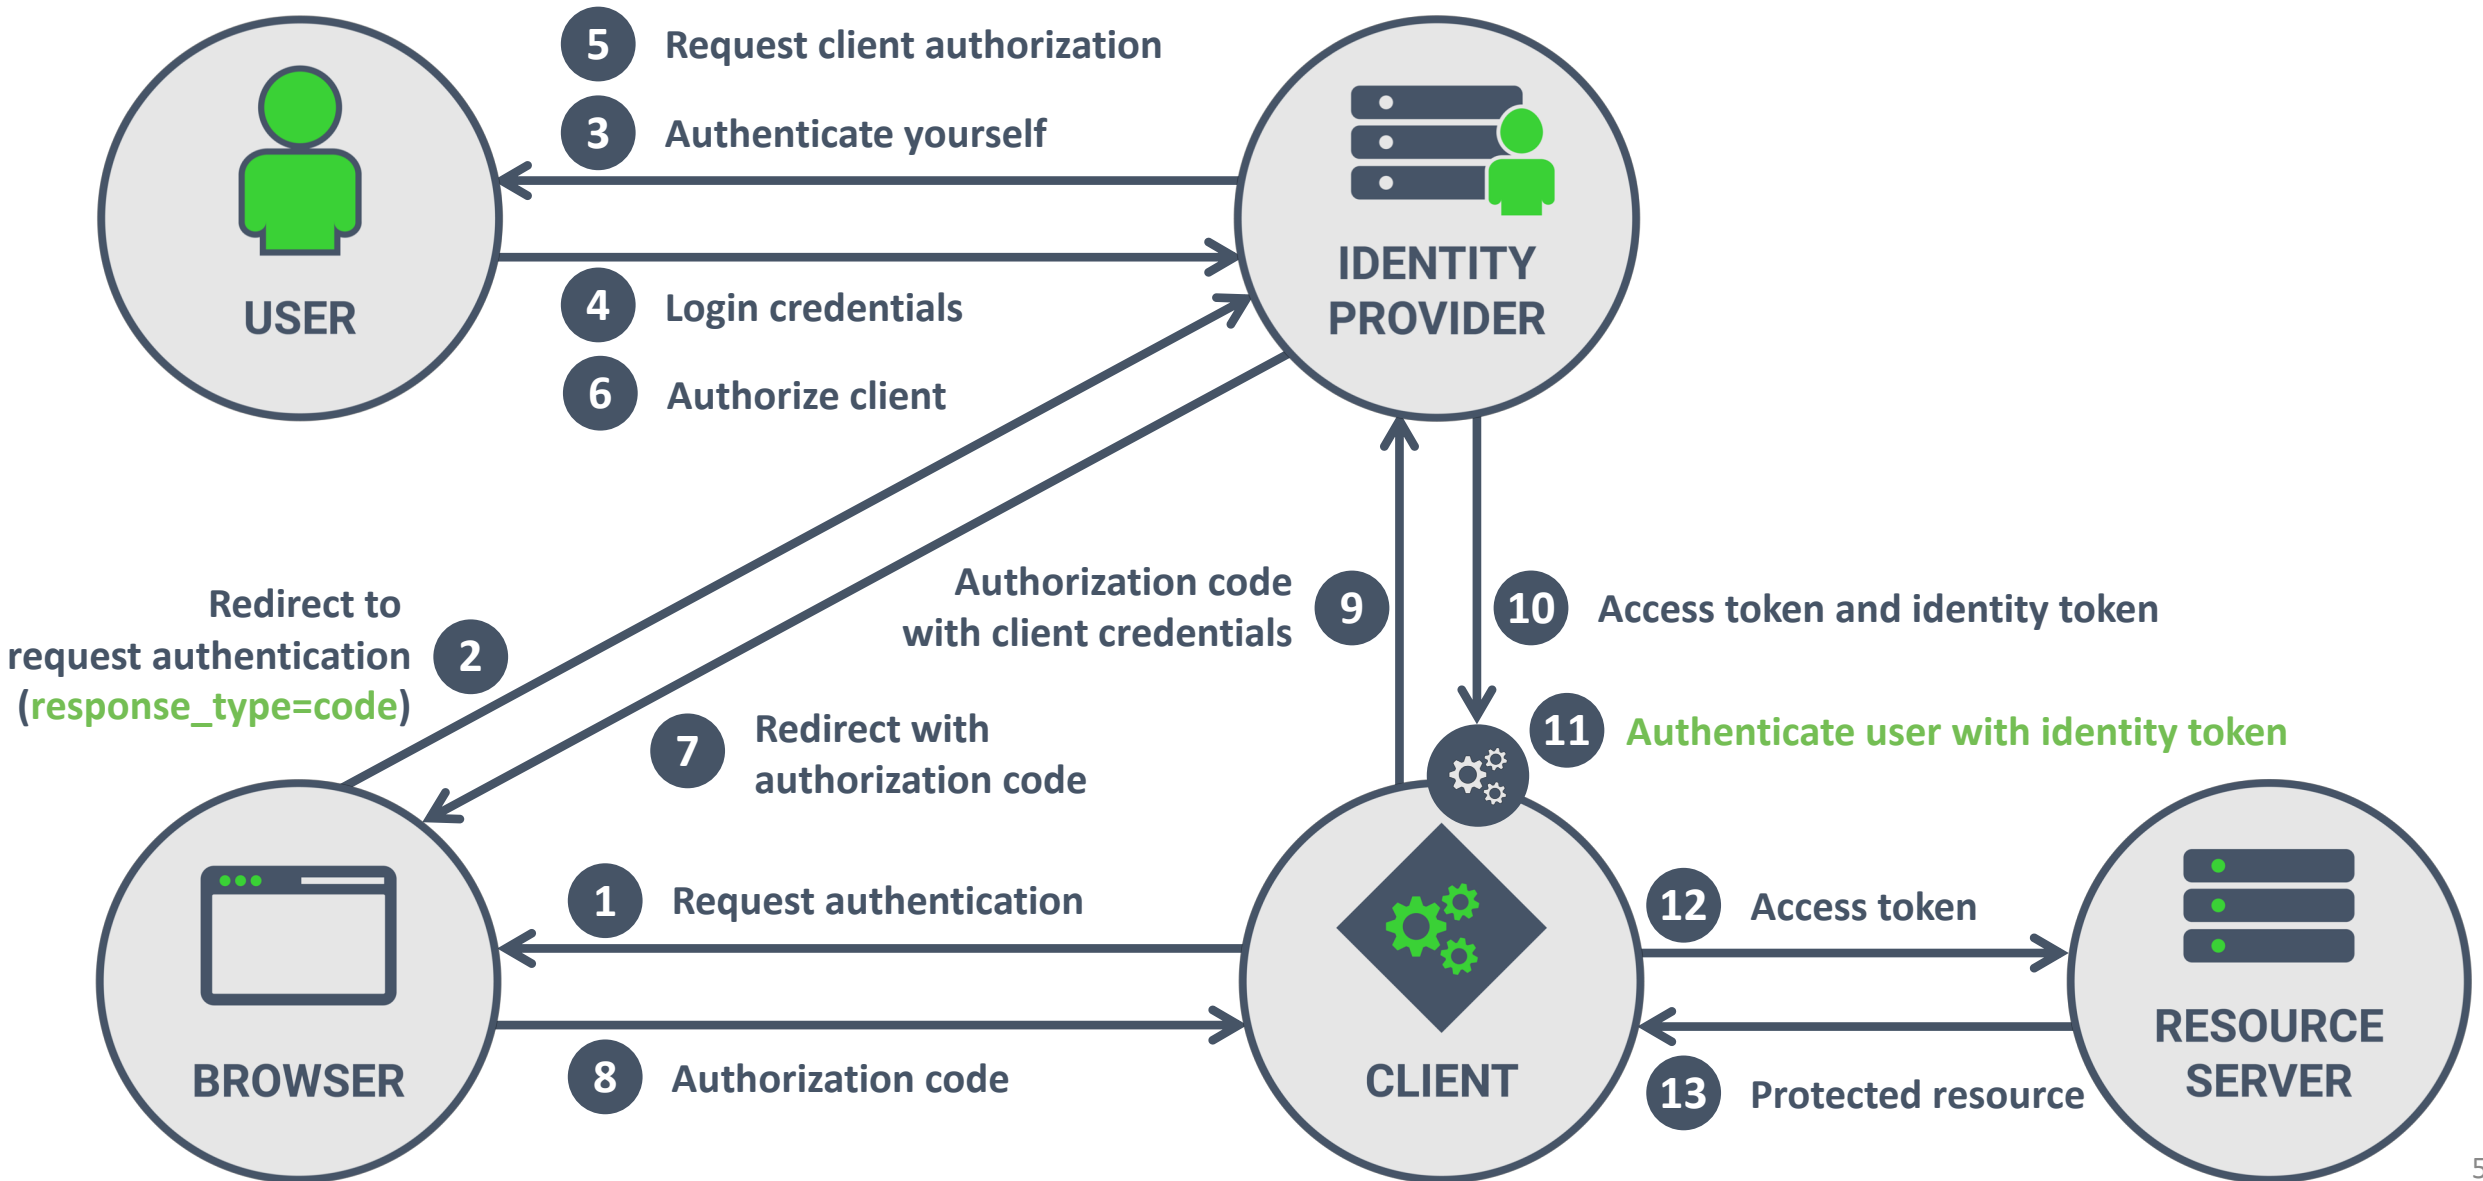 5 Request client authorization
3 Authenticate yourself
USER
4 Login credentials
6 Authorize client
IDENTITY
PROVIDER
Redirect to
request authentication
(response_type=code)
2
7
Redirect with
authorization code
Authorization code
with client credentials
9
10 Access token and identity token
11 Authenticate user with identity token
1 Request authentication
8 Authorization code
BROWSER
CLIENT
12 Access token
13 Protected resource
RESOURCE
SERVER
5